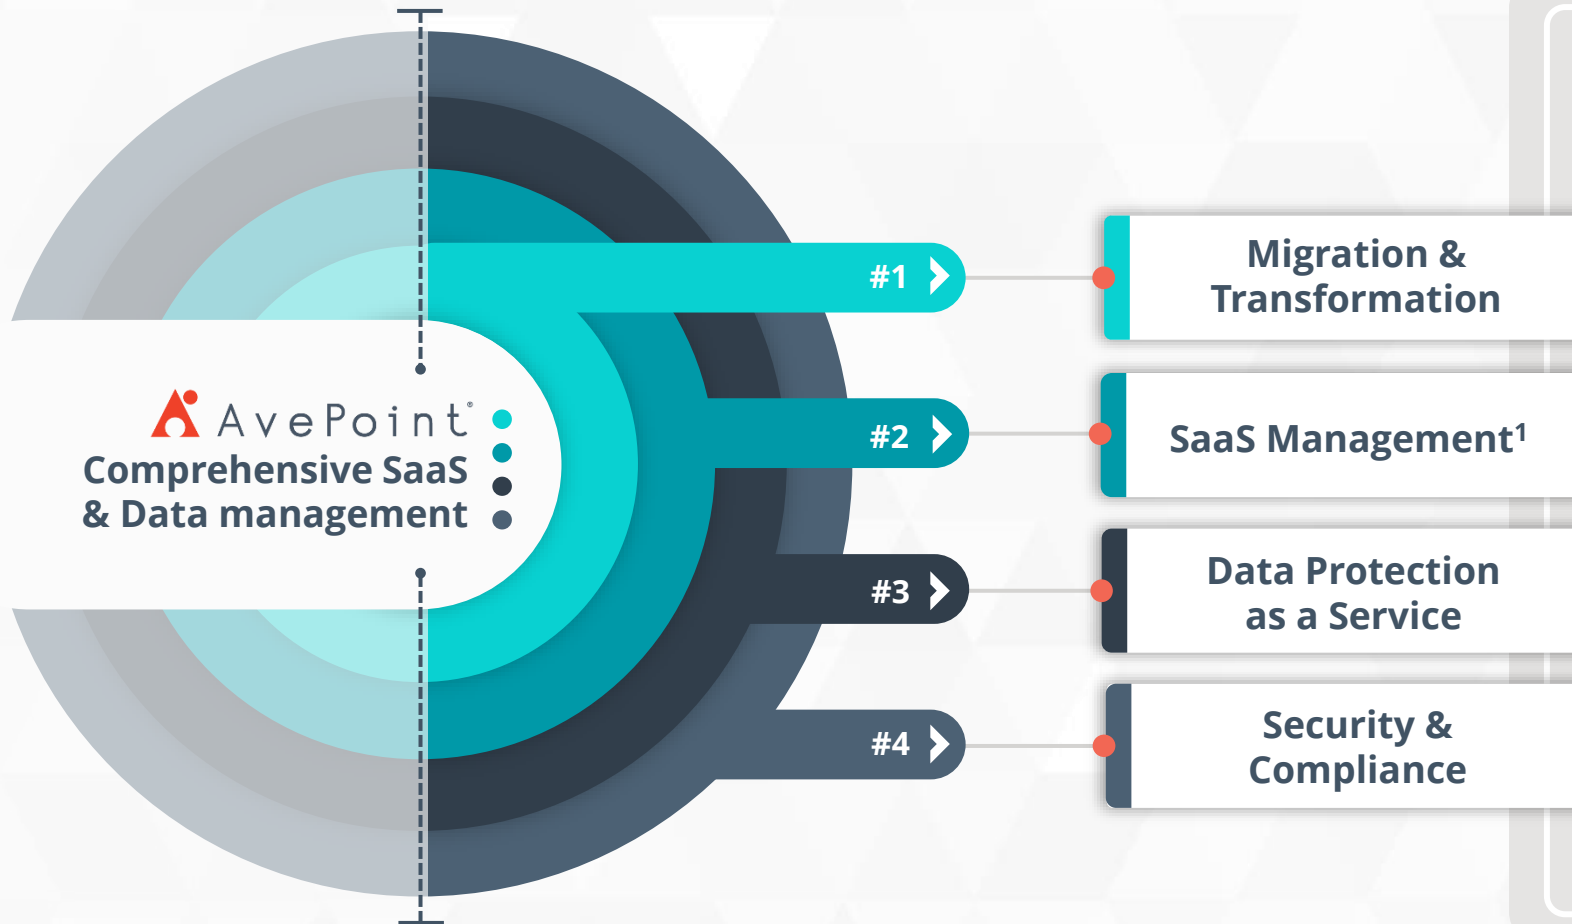 AvePoint®
Comprehensive SaaS
& Data management
#1
Migration &
Transformation
#2
SaaS Management¹
#3
Data Protection
as a Service
#4
Security &
Compliance